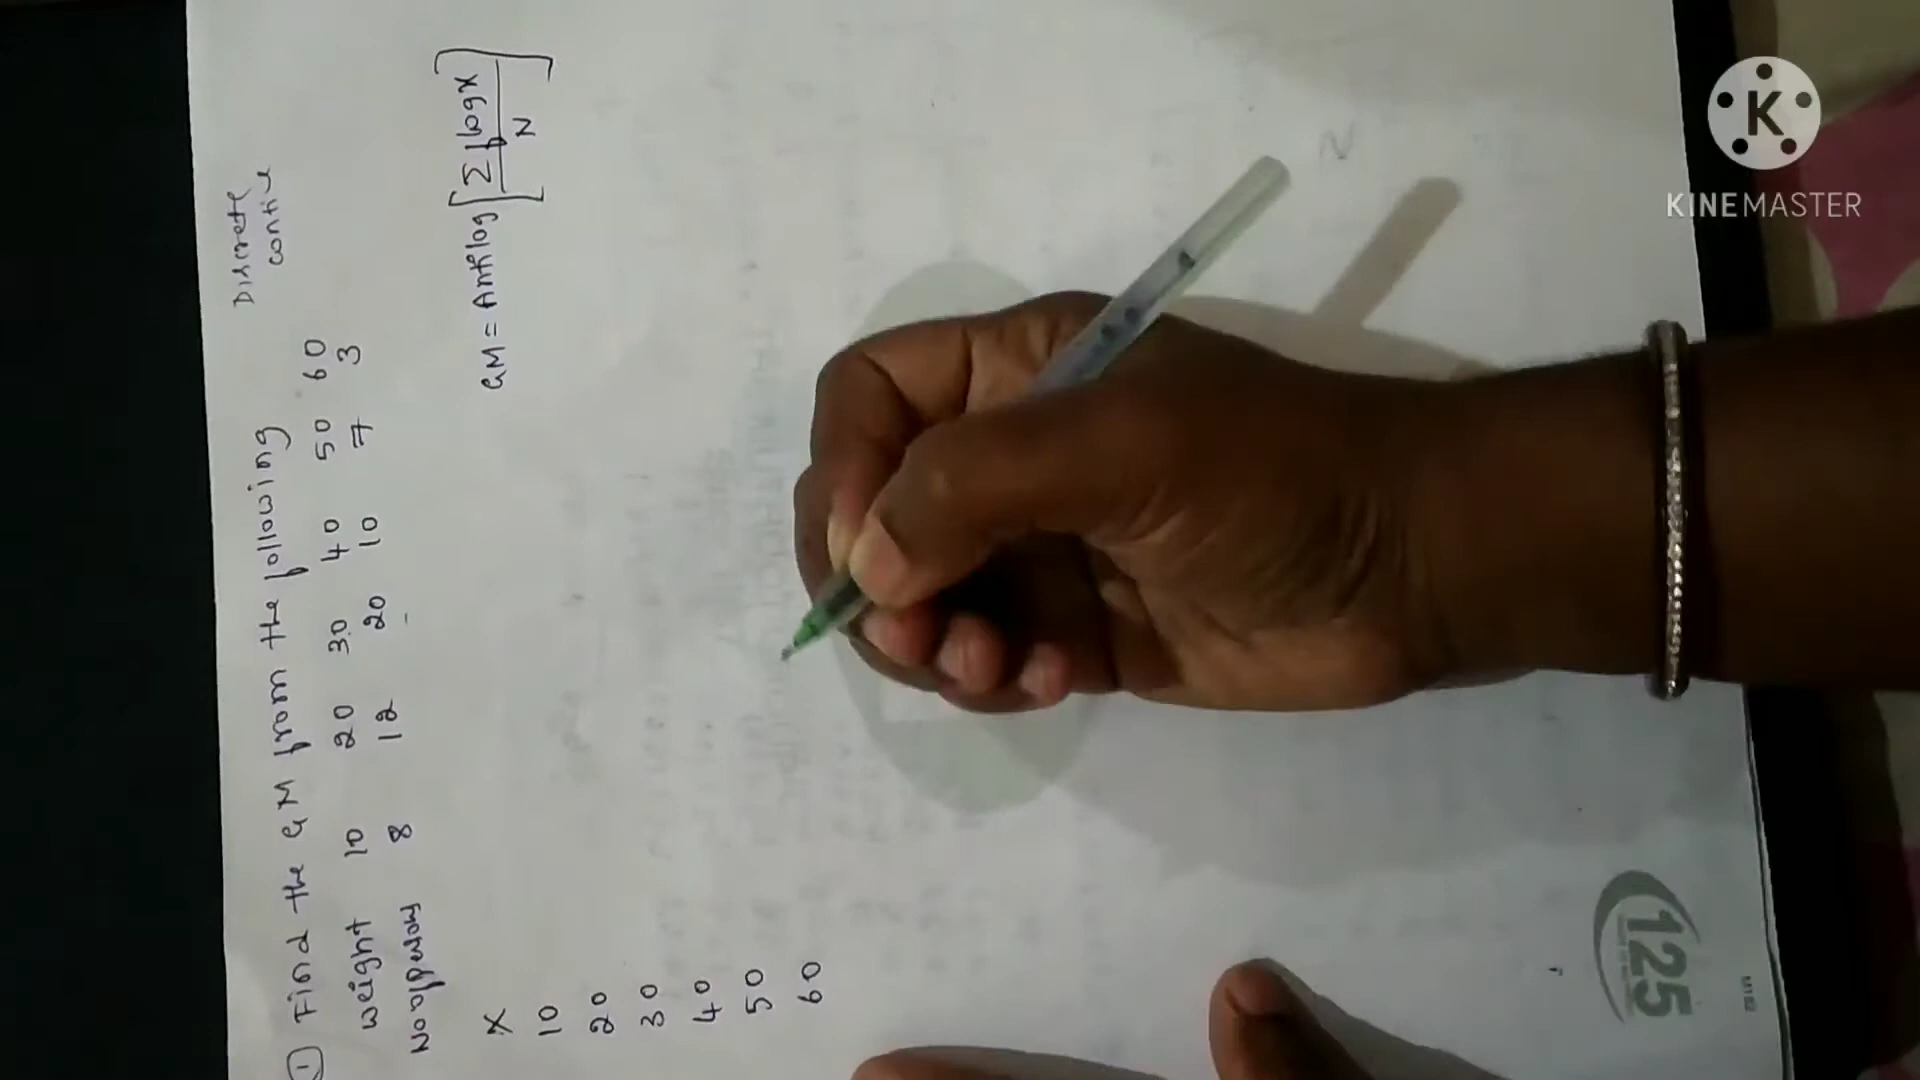 Discrete
contive
① Find the GM from the following
weight 10 20 30 40 50 60
No of persons 8 12 20 10 7 3
GM = Antilog [Σ f log x / N]
X
10
20
30
40
50
60
K
KINEMASTER
125